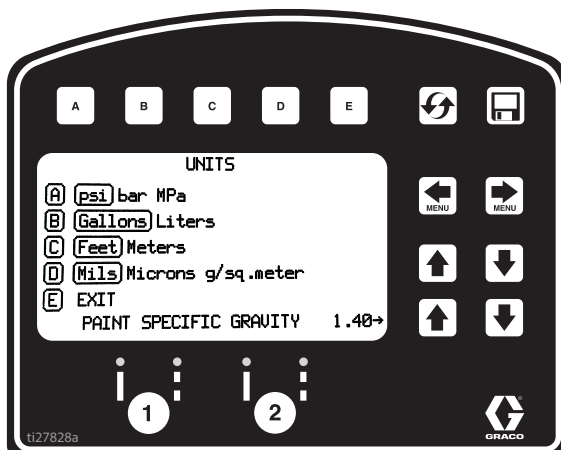 A B C D E
UNITS
A psi bar MPa
B Gallons Liters
C Feet Meters
D Mils Microns g/sq.meter
E EXIT
PAINT SPECIFIC GRAVITY 1.40→
MENU MENU
1 2
ti27828a
GRACO